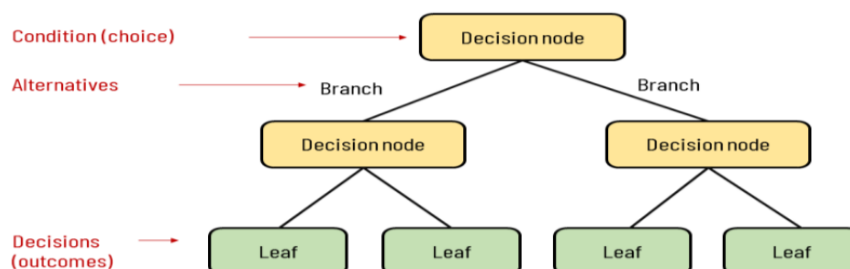 Condition (choice)
Decision node
Alternatives
Branch
Branch
Decision node
Decision node
Decisions
(outcomes)
Leaf
Leaf
Leaf
Leaf